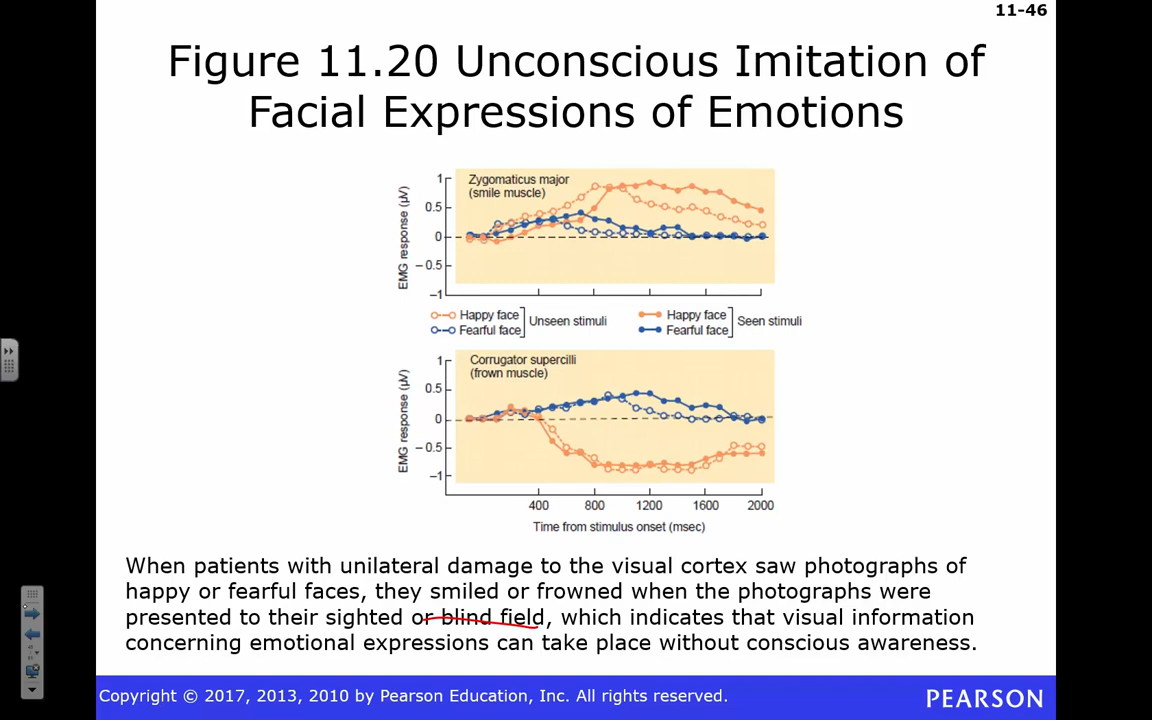 11-46
Figure 11.20 Unconscious Imitation of
Facial Expressions of Emotions
Zygomaticus major
(smile muscle)
EMG response (μV)
1
0.5
0
−0.5
−1
Happy face
Fearful face
Unseen stimuli
Happy face
Fearful face
Seen stimuli
Corrugator supercilli
(frown muscle)
EMG response (μV)
1
0.5
0
−0.5
−1
400 800 1200 1600 2000
Time from stimulus onset (msec)
When patients with unilateral damage to the visual cortex saw photographs of
happy or fearful faces, they smiled or frowned when the photographs were
presented to their sighted or blind field, which indicates that visual information
concerning emotional expressions can take place without conscious awareness.
Copyright © 2017, 2013, 2010 by Pearson Education, Inc. All rights reserved.
PEARSON